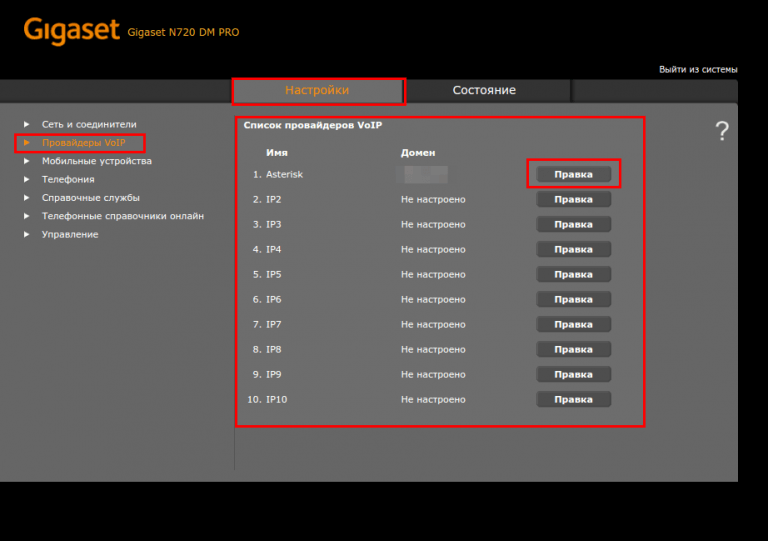 Gigaset Gigaset N720 DM PRO
Выйти из системы
Настройки Состояние
Сеть и соединители
Провайдеры VoIP
Мобильные устройства
Телефония
Справочные службы
Телефонные справочники онлайн
Управление
Список провайдеров VoIP
?
Имя Домен
1. Asterisk Правка
2. IP2 Не настроено Правка
3. IP3 Не настроено Правка
4. IP4 Не настроено Правка
5. IP5 Не настроено Правка
6. IP6 Не настроено Правка
7. IP7 Не настроено Правка
8. IP8 Не настроено Правка
9. IP9 Не настроено Правка
10. IP10 Не настроено Правка